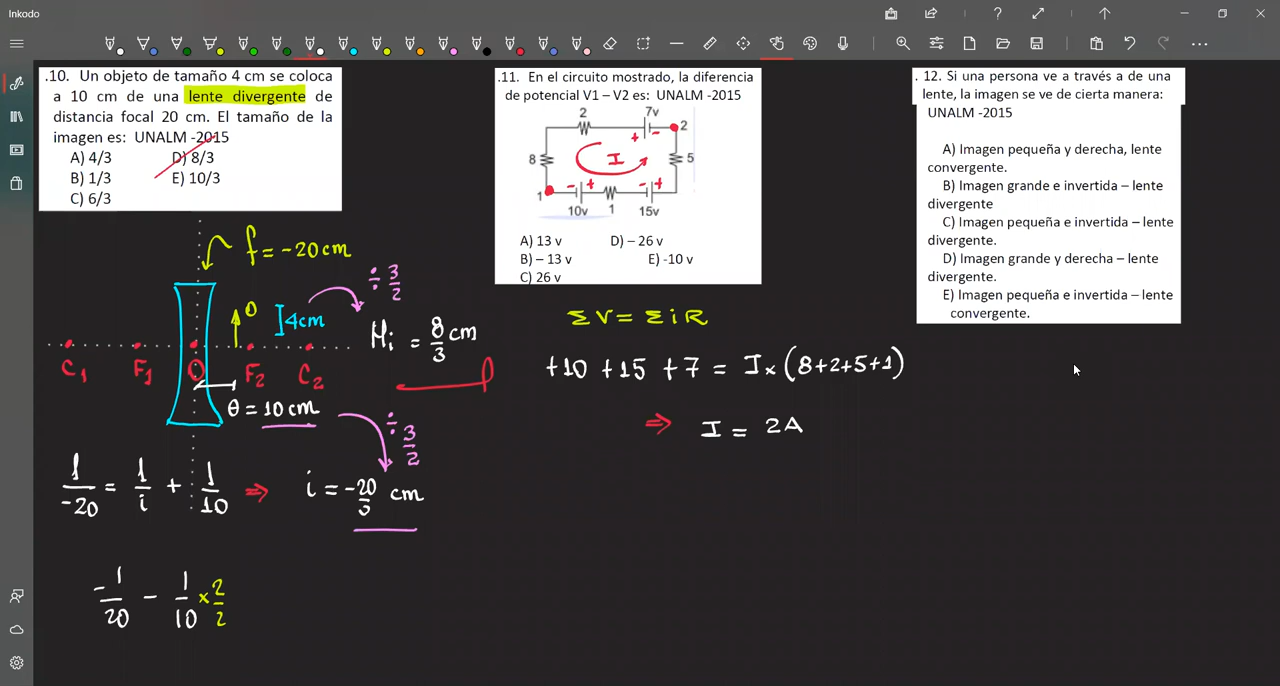 Inkodo
.10. Un objeto de tamaño 4 cm se coloca
a 10 cm de una lente divergente de
distancia focal 20 cm. El tamaño de la
imagen es: UNALM -2015
A) 4/3 D) 8/3
B) 1/3 E) 10/3
C) 6/3
f = -20 cm
O
4cm
÷ 3/2
Hi = 8/3 cm
C1 F1 O F2 C2
θ = 10 cm
÷ 3/2
1/-20 = 1/i + 1/10 ⇒ i = -20/3 cm
-1/20 - 1/10 × 2/2
.11. En el circuito mostrado, la diferencia
de potencial V1 – V2 es: UNALM -2015
2 7v 2
+ -
8 I 5
- + - +
1 10v 1 15v
A) 13 v D) – 26 v
B) – 13 v E) -10 v
C) 26 v
ΣV = ΣiR
+10 +15 +7 = I×(8+2+5+1)
⇒ I = 2A
12. Si una persona ve a través a de una
lente, la imagen se ve de cierta manera:
UNALM -2015
A) Imagen pequeña y derecha, lente
convergente.
B) Imagen grande e invertida – lente
divergente
C) Imagen pequeña e invertida – lente
divergente.
D) Imagen grande y derecha – lente
divergente.
E) Imagen pequeña e invertida – lente
convergente.